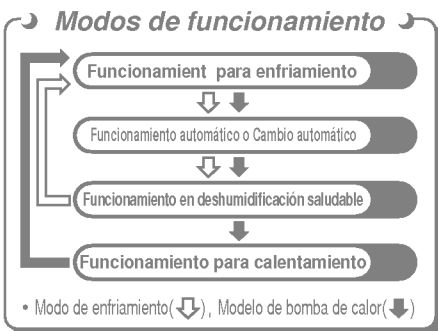 Modos de funcionamiento
Funcionamient para enfriamiento
Funcionamiento automático o Cambio automático
Funcionamiento en deshumidificación saludable
Funcionamiento para calentamiento
• Modo de enfriamiento( ), Modelo de bomba de calor( )